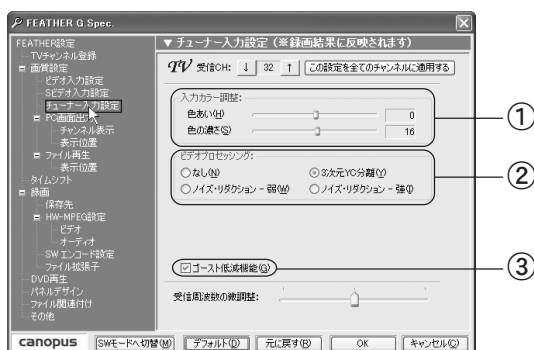 FEATHER G.Spec.
FEATHER設定
TVチャンネル登録
画質設定
ビデオ入力設定
Sビデオ入力設定
チューナー入力設定
PC画面出力
チャンネル表示
表示位置
ファイル再生
表示位置
タイムシフト
録画
保存先
HW-MPEG設定
ビデオ
オーディオ
SW エンコード設定
ファイル拡張子
DVD再生
パネルデザイン
ファイル関連付け
その他
▼ チューナー入力設定 (※録画結果に反映されます)
TV 受信CH: ↓ 32 ↑ この設定を全てのチャンネルに適用する
入力カラー調整:
色あい(H) 0
色の濃さ(S) 16
①
ビデオプロセッシング:
なし(N) 3次元YC分離(Y)
ノイズ・リダクション - 弱(W) ノイズ・リダクション - 強(I)
②
ゴースト低減機能(G)
③
受信周波数の微調整:
canopus SWモードへ切替(M) デフォルト(D) 元に戻す(R) OK キャンセル(C)